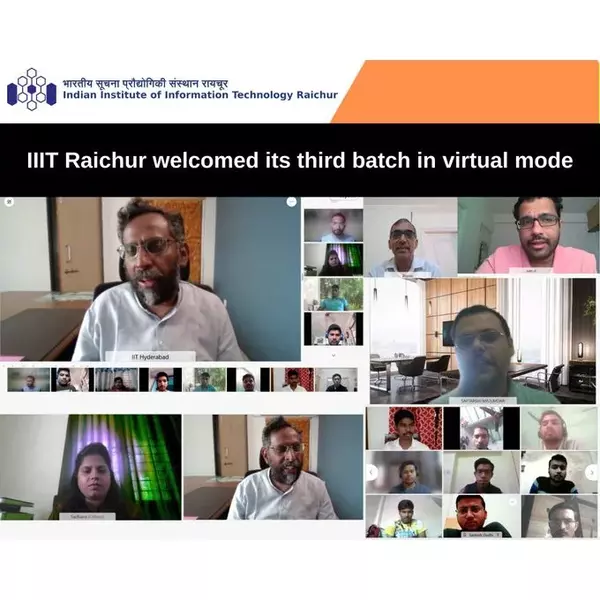 भारतीय सूचना प्रौद्योगिकी संस्थान रायचूर
Indian Institute of Information Technology Raichur
IIIT Raichur welcomed its third batch in virtual mode
IIT Hyderabad